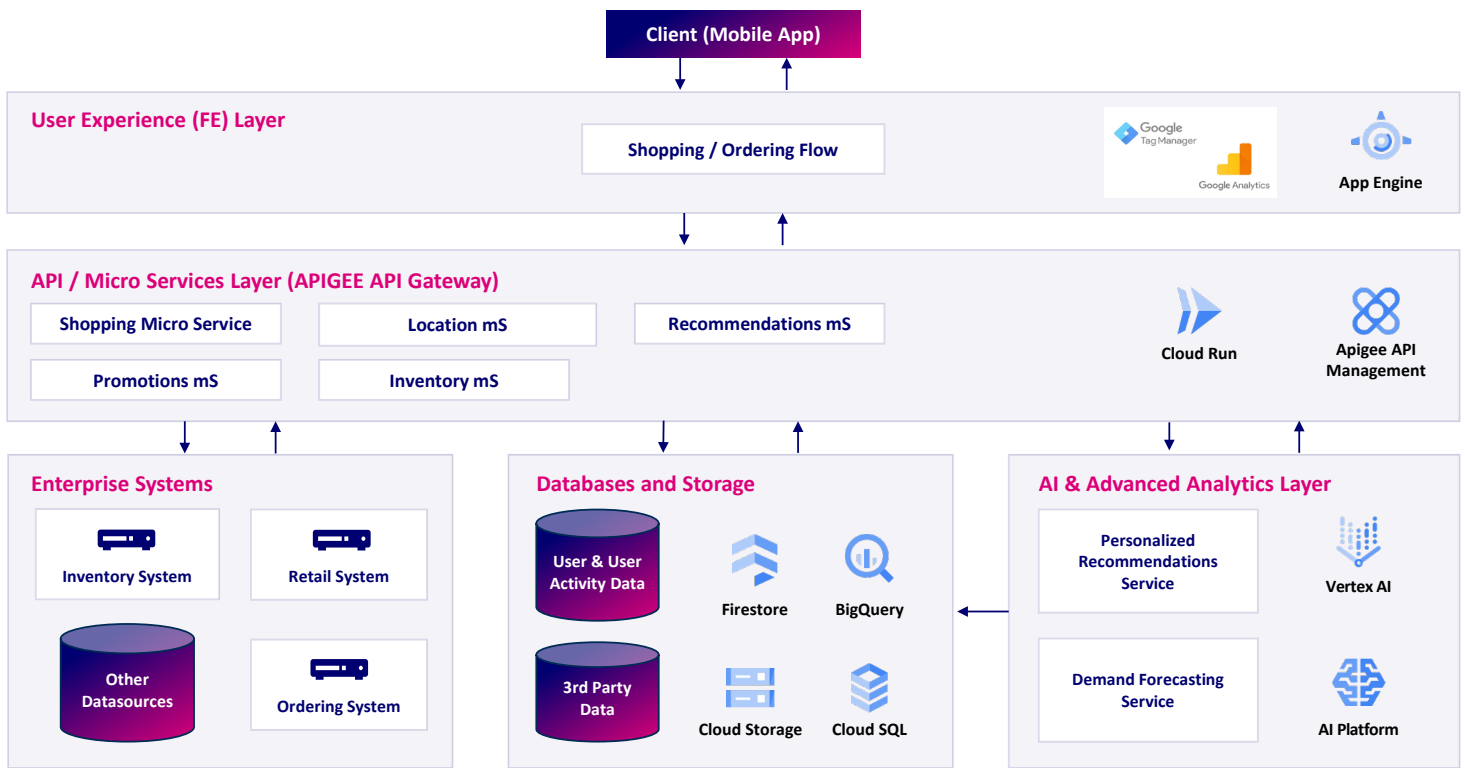 Client (Mobile App)
User Experience (FE) Layer
Shopping / Ordering Flow
Google
Tag Manager
Google Analytics
App Engine
API / Micro Services Layer (APIGEE API Gateway)
Shopping Micro Service
Location mS
Recommendations mS
Promotions mS
Inventory mS
Cloud Run
Apigee API
Management
Enterprise Systems
Inventory System
Retail System
Other
Datasources
Ordering System
Databases and Storage
User & User
Activity Data
Firestore
BigQuery
3rd Party
Data
Cloud Storage
Cloud SQL
AI & Advanced Analytics Layer
Personalized
Recommendations
Service
Vertex AI
Demand Forecasting
Service
AI Platform